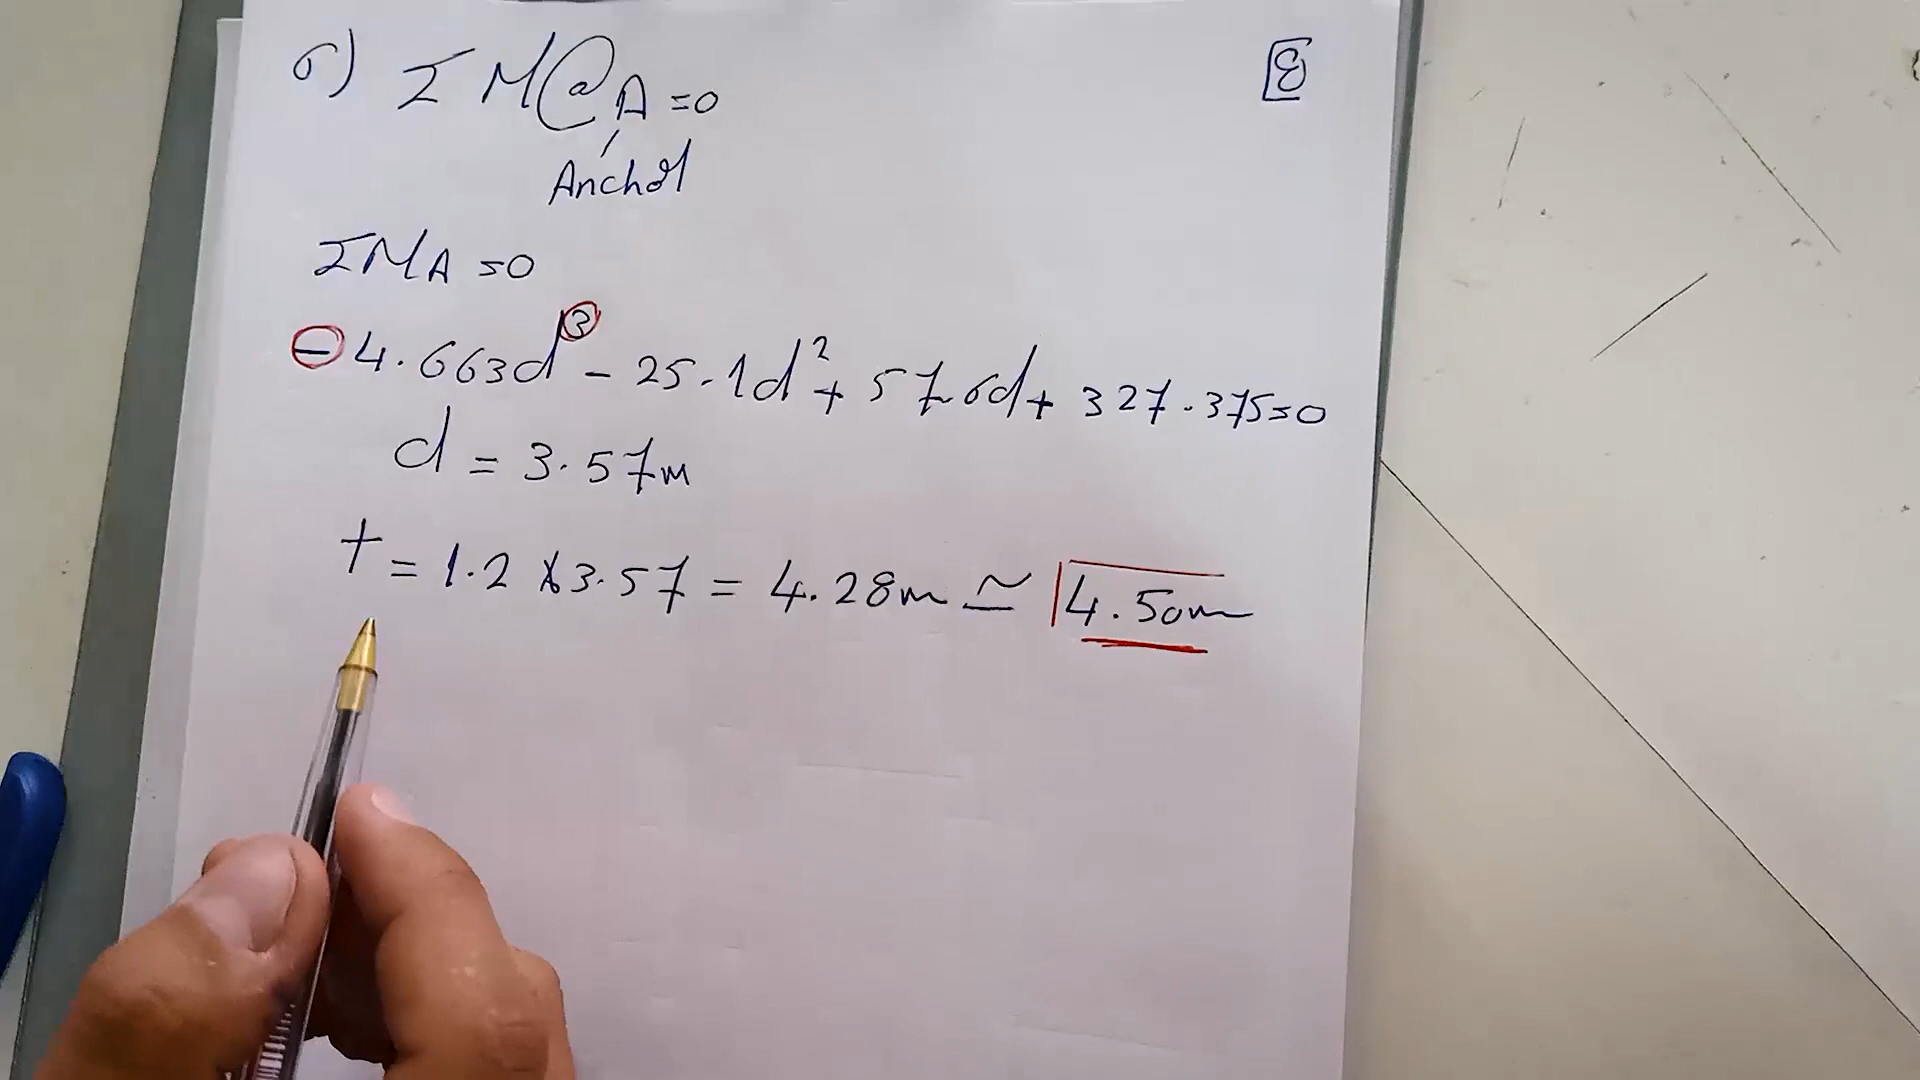 6) ΣM@A=0
8
Anchor
ΣMA=0
-4.663d³ - 25.1d² + 57.6d + 327.375=0
d = 3.57m
t = 1.2 x 3.57 = 4.28m ≃ 4.50m